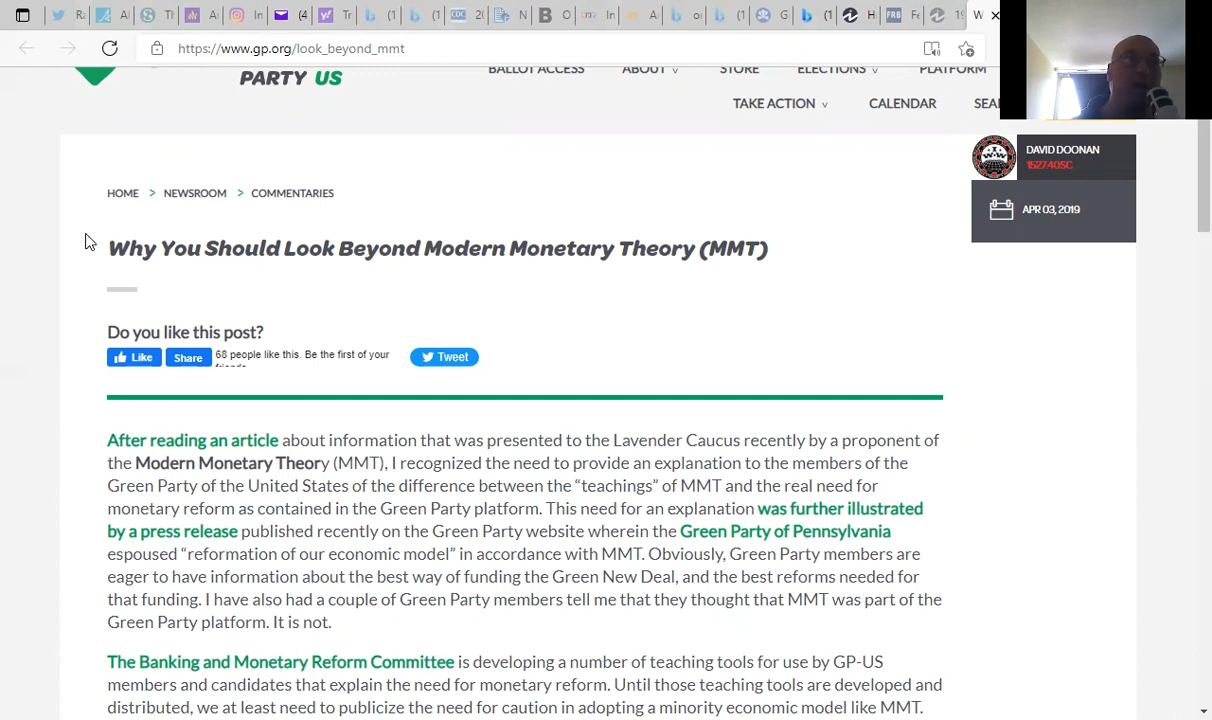 https://www.gp.org/look_beyond_mmt
PARTY US
BALLOT ACCESS ABOUT STORE ELECTIONS PLATFORM
TAKE ACTION CALENDAR
DAVID DOONAN
1527.40SC
APR 03, 2019
HOME > NEWSROOM > COMMENTARIES
Why You Should Look Beyond Modern Monetary Theory (MMT)
Do you like this post?
Like Share 68 people like this. Be the first of your
Tweet
After reading an article about information that was presented to the Lavender Caucus recently by a proponent of
the Modern Monetary Theory (MMT), I recognized the need to provide an explanation to the members of the
Green Party of the United States of the difference between the “teachings” of MMT and the real need for
monetary reform as contained in the Green Party platform. This need for an explanation was further illustrated
by a press release published recently on the Green Party website wherein the Green Party of Pennsylvania
espoused “reformation of our economic model” in accordance with MMT. Obviously, Green Party members are
eager to have information about the best way of funding the Green New Deal, and the best reforms needed for
that funding. I have also had a couple of Green Party members tell me that they thought that MMT was part of the
Green Party platform. It is not.
The Banking and Monetary Reform Committee is developing a number of teaching tools for use by GP-US
members and candidates that explain the need for monetary reform. Until those teaching tools are developed and
distributed, we at least need to publicize the need for caution in adopting a minority economic model like MMT.